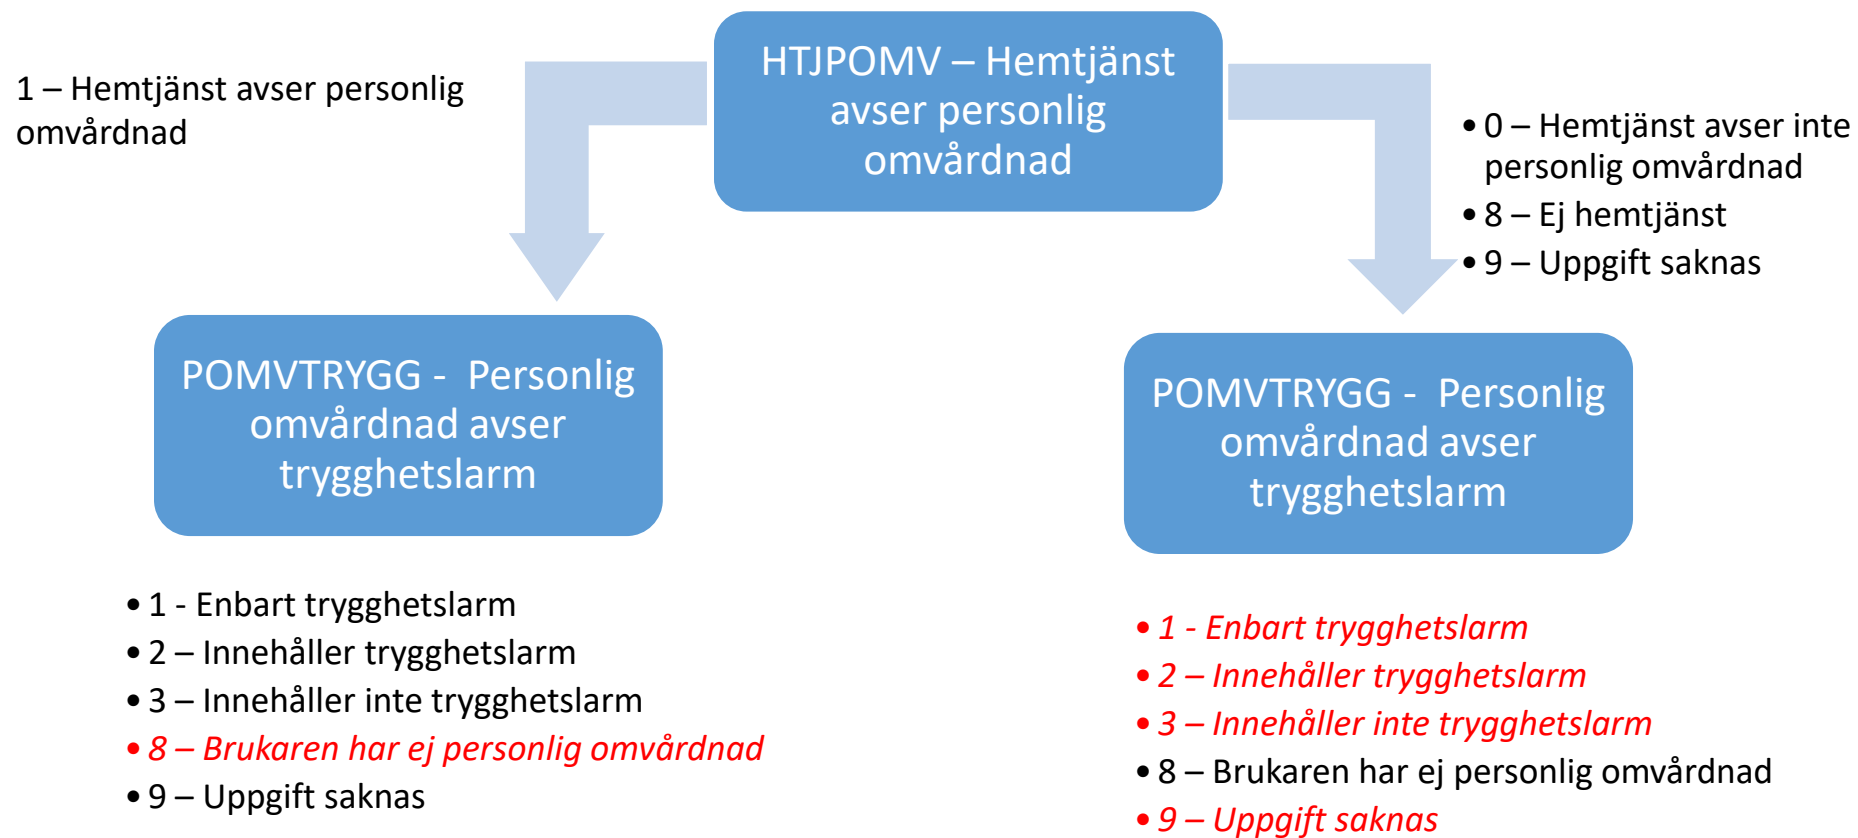 HTJPOMV – Hemtjänst
avser personlig
omvårdnad
1 – Hemtjänst avser personlig
omvårdnad
• 0 – Hemtjänst avser inte
personlig omvårdnad
• 8 – Ej hemtjänst
• 9 – Uppgift saknas
POMVTRYGG - Personlig
omvårdnad avser
trygghetslarm
• 1 - Enbart trygghetslarm
• 2 – Innehåller trygghetslarm
• 3 – Innehåller inte trygghetslarm
• 8 – Brukaren har ej personlig omvårdnad
• 9 – Uppgift saknas
POMVTRYGG - Personlig
omvårdnad avser
trygghetslarm
• 1 - Enbart trygghetslarm
• 2 – Innehåller trygghetslarm
• 3 – Innehåller inte trygghetslarm
• 8 – Brukaren har ej personlig omvårdnad
• 9 – Uppgift saknas